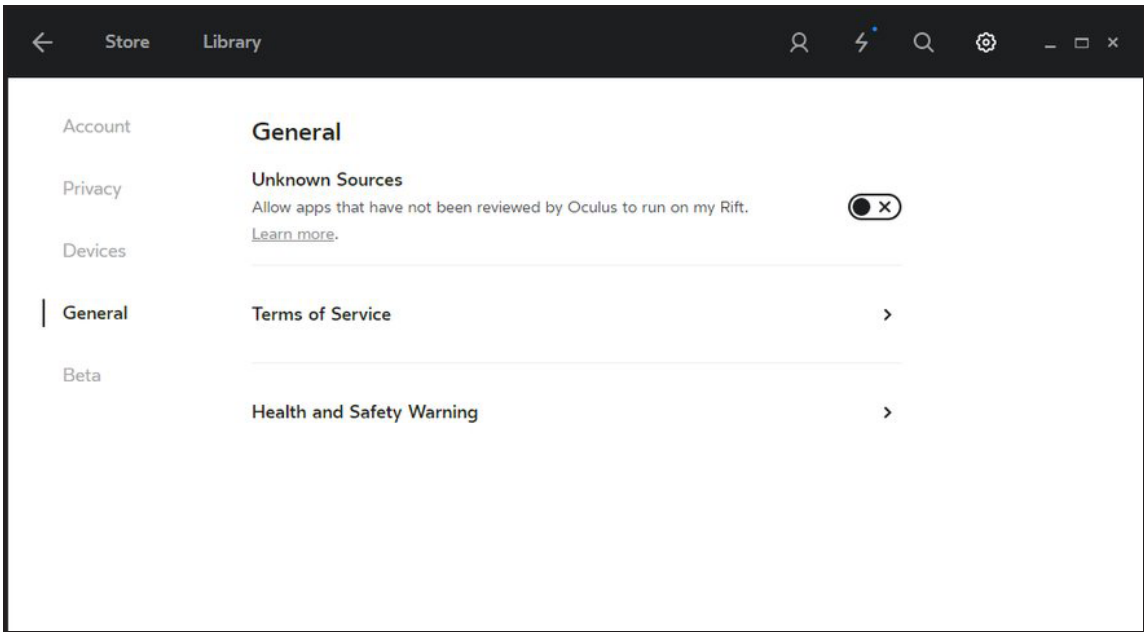 Store Library
Account
Privacy
Devices
General
Beta
General
Unknown Sources
Allow apps that have not been reviewed by Oculus to run on my Rift.
Learn more.
Terms of Service
Health and Safety Warning